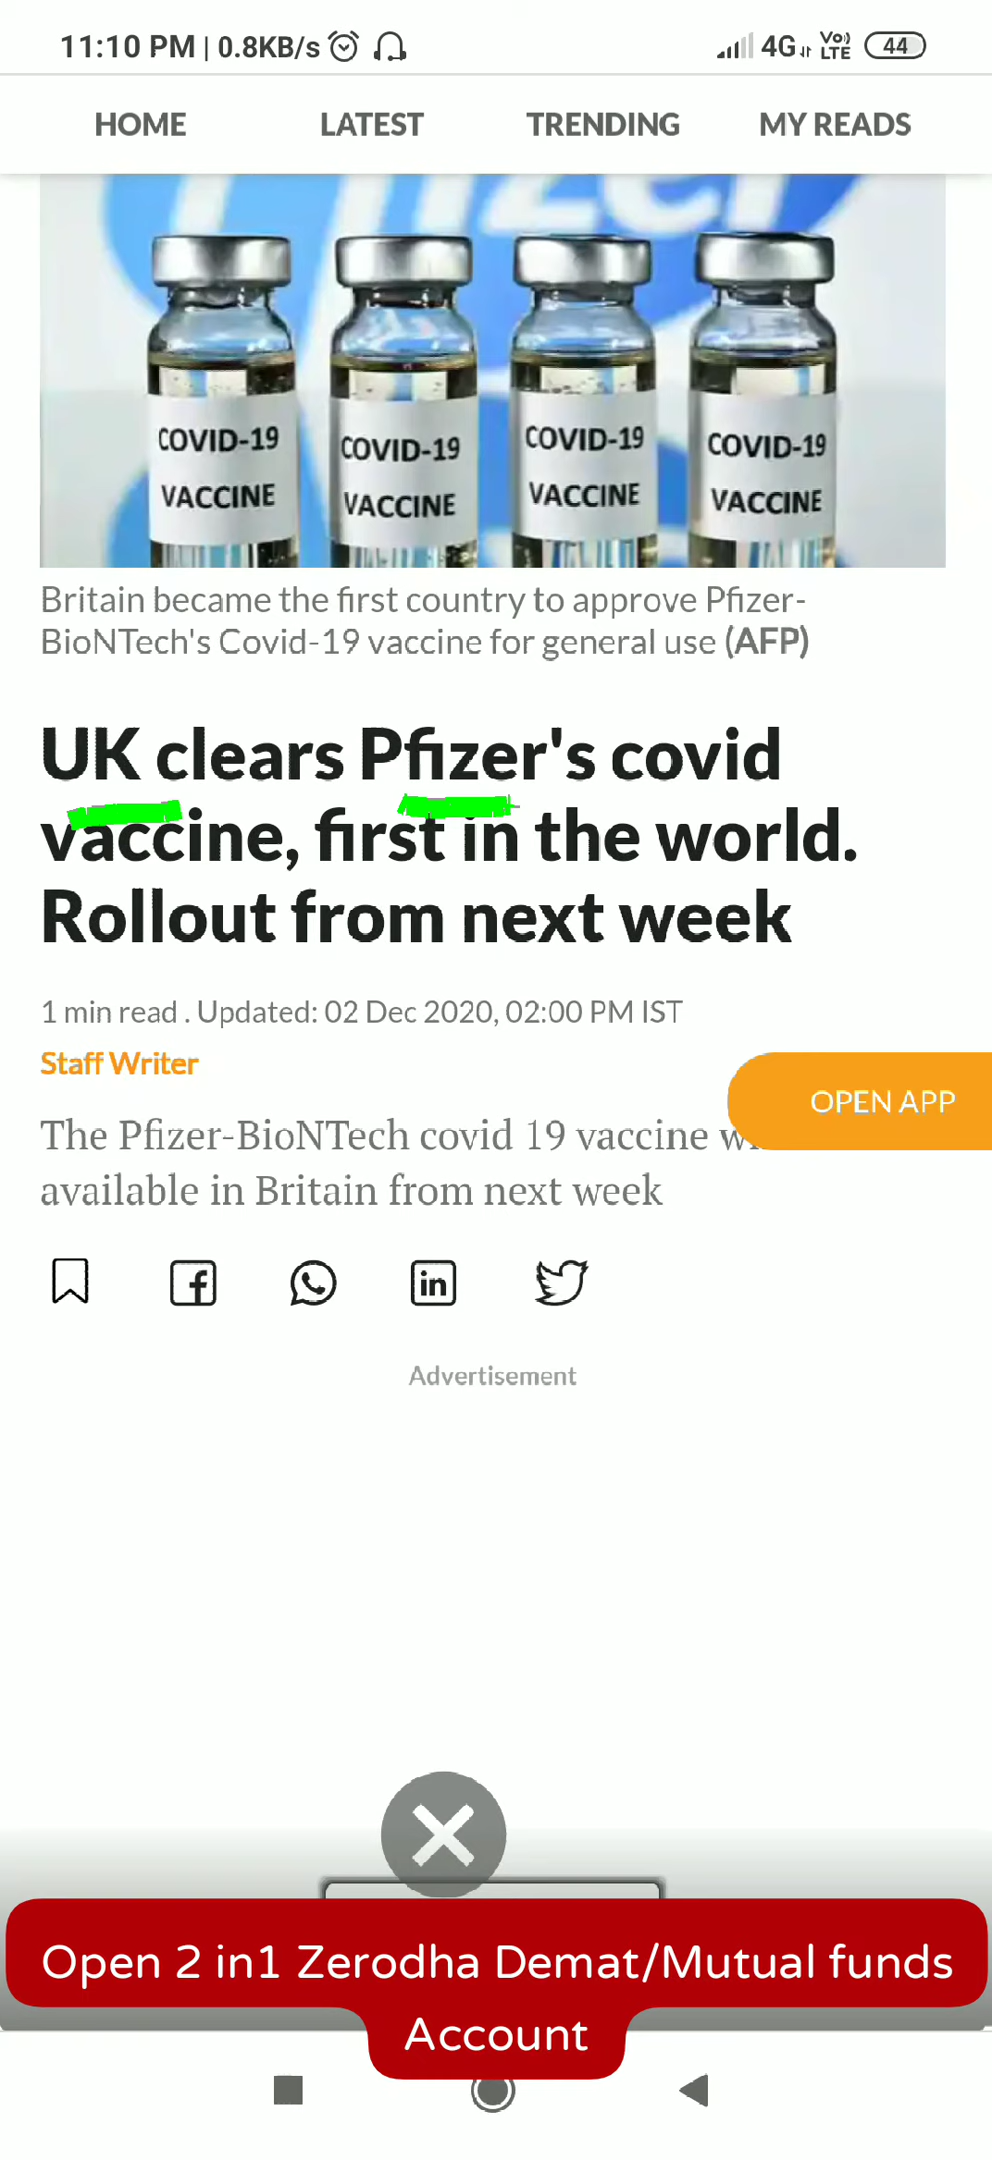 11:10 PM | 0.8KB/s 4G Vo) LTE 44
HOME LATEST TRENDING MY READS
Pfizer
COVID-19 COVID-19 COVID-19 COVID-19
VACCINE VACCINE VACCINE VACCINE
Britain became the first country to approve Pfizer-
BioNTech's Covid-19 vaccine for general use (AFP)
UK clears Pfizer's covid
vaccine, first in the world.
Rollout from next week
1 min read . Updated: 02 Dec 2020, 02:00 PM IST
Staff Writer
OPEN APP
The Pfizer-BioNTech covid 19 vaccine
available in Britain from next week
Advertisement
Open 2 in1 Zerodha Demat/Mutual funds
Account